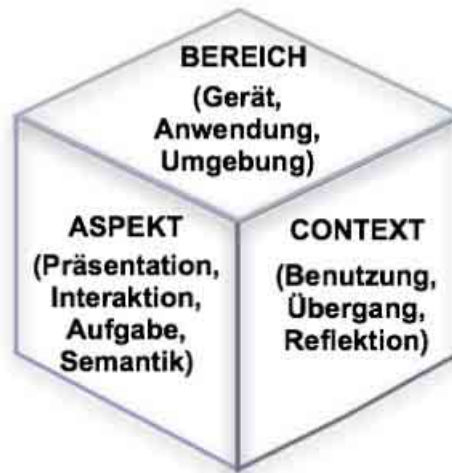 BEREICH
(Gerät,
Anwendung,
Umgebung)
ASPEKT
(Präsentation,
Interaktion,
Aufgabe,
Semantik)
CONTEXT
(Benutzung,
Übergang,
Reflektion)